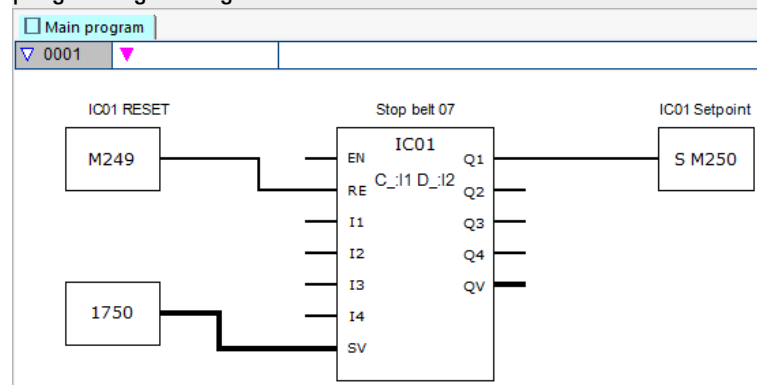 Main program
0001
IC01 RESET
Stop belt 07
IC01 Setpoint
M249
IC01
S M250
EN
Q1
RE
C_:I1 D_:I2
Q2
I1
Q3
I2
Q4
I3
QV
1750
I4
SV